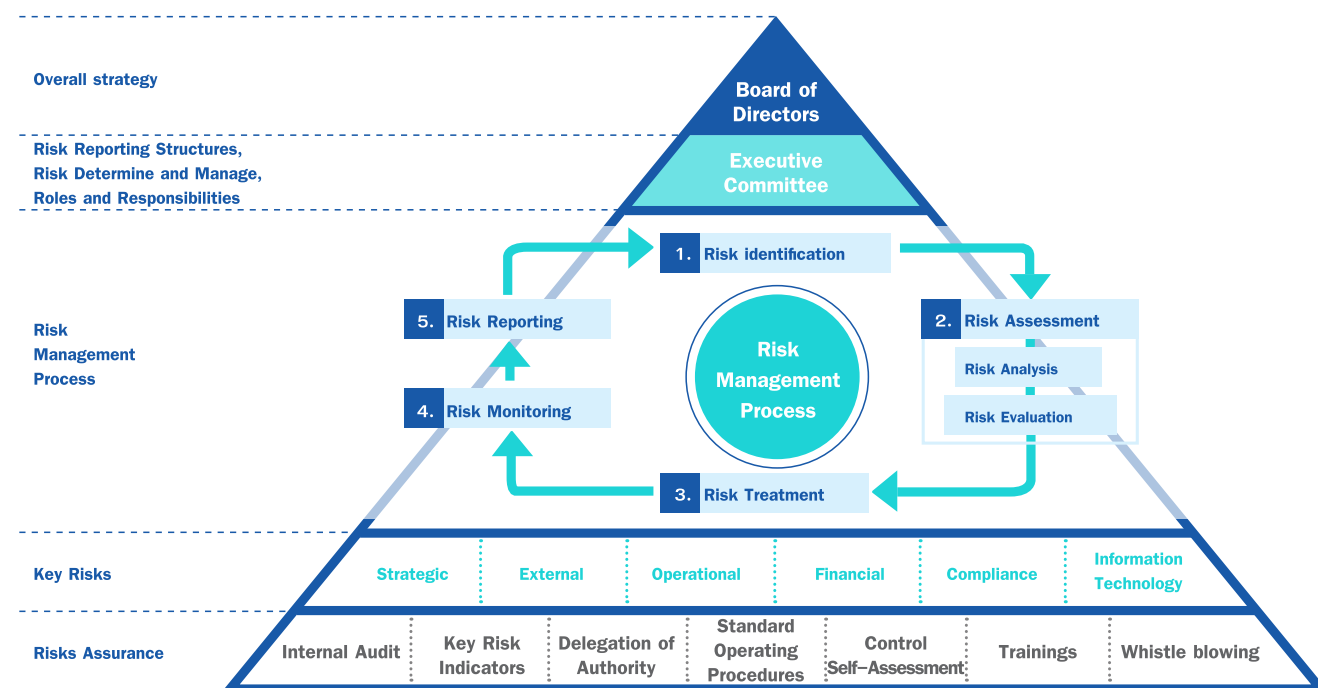 Overall strategy
Board of
Directors
Risk Reporting Structures,
Risk Determine and Manage,
Roles and Responsibilities
Executive
Committee
Risk
Management
Process
1. Risk identification
2. Risk Assessment
Risk Analysis
Risk Evaluation
3. Risk Treatment
4. Risk Monitoring
5. Risk Reporting
Risk
Management
Process
Key Risks
Strategic
External
Operational
Financial
Compliance
Information
Technology
Risks Assurance
Internal Audit
Key Risk
Indicators
Delegation of
Authority
Standard
Operating
Procedures
Control
Self–Assessment
Trainings
Whistle blowing